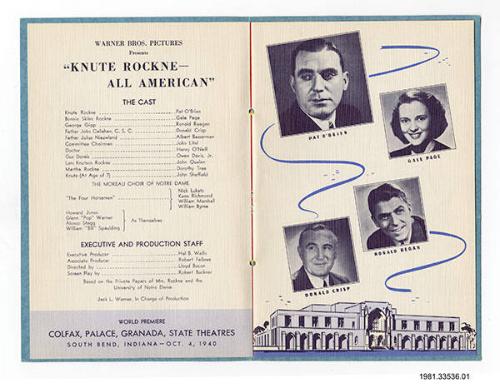 WARNER BROS. PICTURES
Presents
"KNUTE ROCKNE—
ALL AMERICAN"
THE CAST
Knute Rockne Pat O'Brien
Bonnie Skiles Rockne Gale Page
George Gipp Ronald Reagan
Father John Callahan, C. S. C. Donald Crisp
Father Julius Nieuwland Albert Basserman
Committee Chairman John Litel
Doctor Henry O'Neill
Gus Dorais Owen Davis, Jr.
Lars Knutson Rockne John Qualen
Martha Rockne Dorothy Tree
Knute (At Age of 7) John Sheffield
THE MOREAU CHOIR OF NOTRE DAME
"The Four Horsemen"
Nick Lukats
Kane Richmond
William Marshall
William Byrne
Howard Jones
Glenn "Pop" Warner
Alonzo Stagg
William "Bill" Spaulding
As Themselves
EXECUTIVE AND PRODUCTION STAFF
Executive Producer Hal B. Wallis
Associate Producer Robert Fellows
Directed by Lloyd Bacon
Screen Play by Robert Buckner
Based on the Private Papers of Mrs. Rockne and the
University of Notre Dame
Jack L. Warner, In Charge of Production
WORLD PREMIERE
COLFAX, PALACE, GRANADA, STATE THEATRES
SOUTH BEND, INDIANA—OCT. 4, 1940
PAT O'BRIEN
GALE PAGE
RONALD REGAN
DONALD CRISP
1981.33536.01